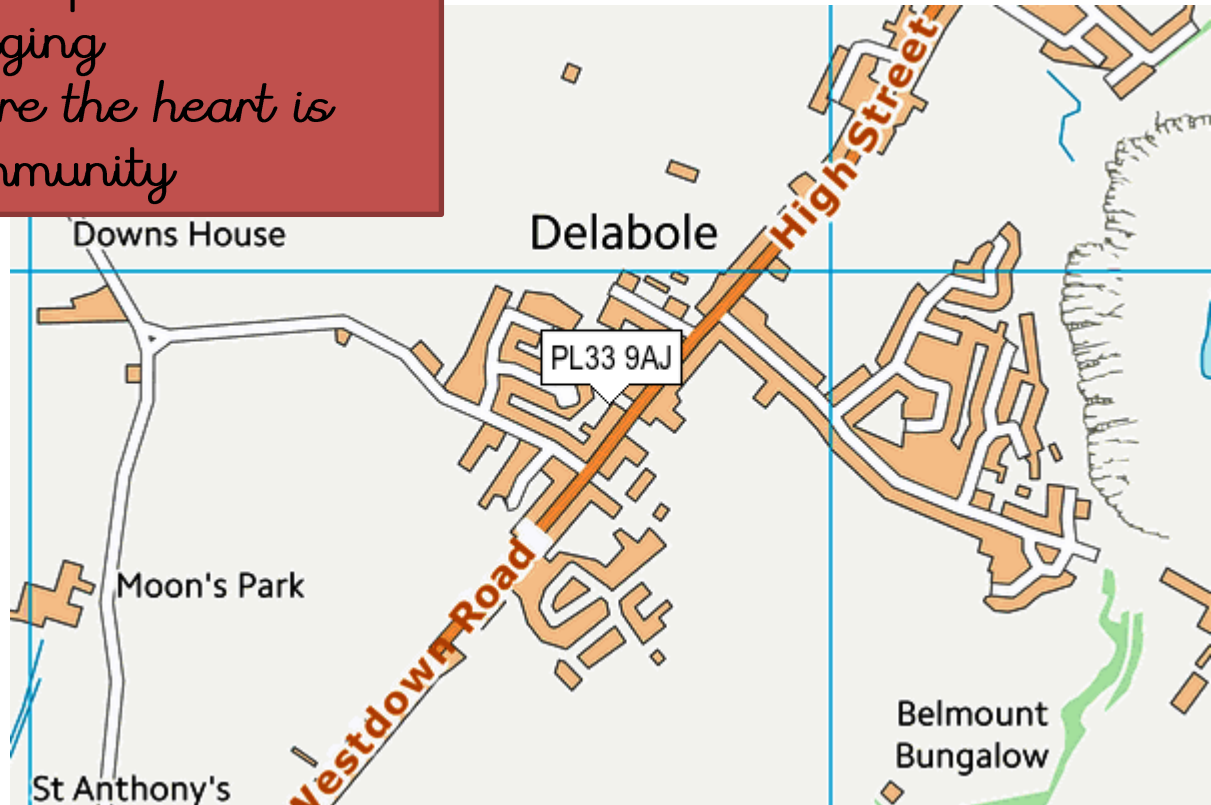 ging
re the heart is
mmunity
Downs House
Delabole
High Street
PL33 9AJ
Moon's Park
Westdown Road
Belmount
Bungalow
St Anthony's